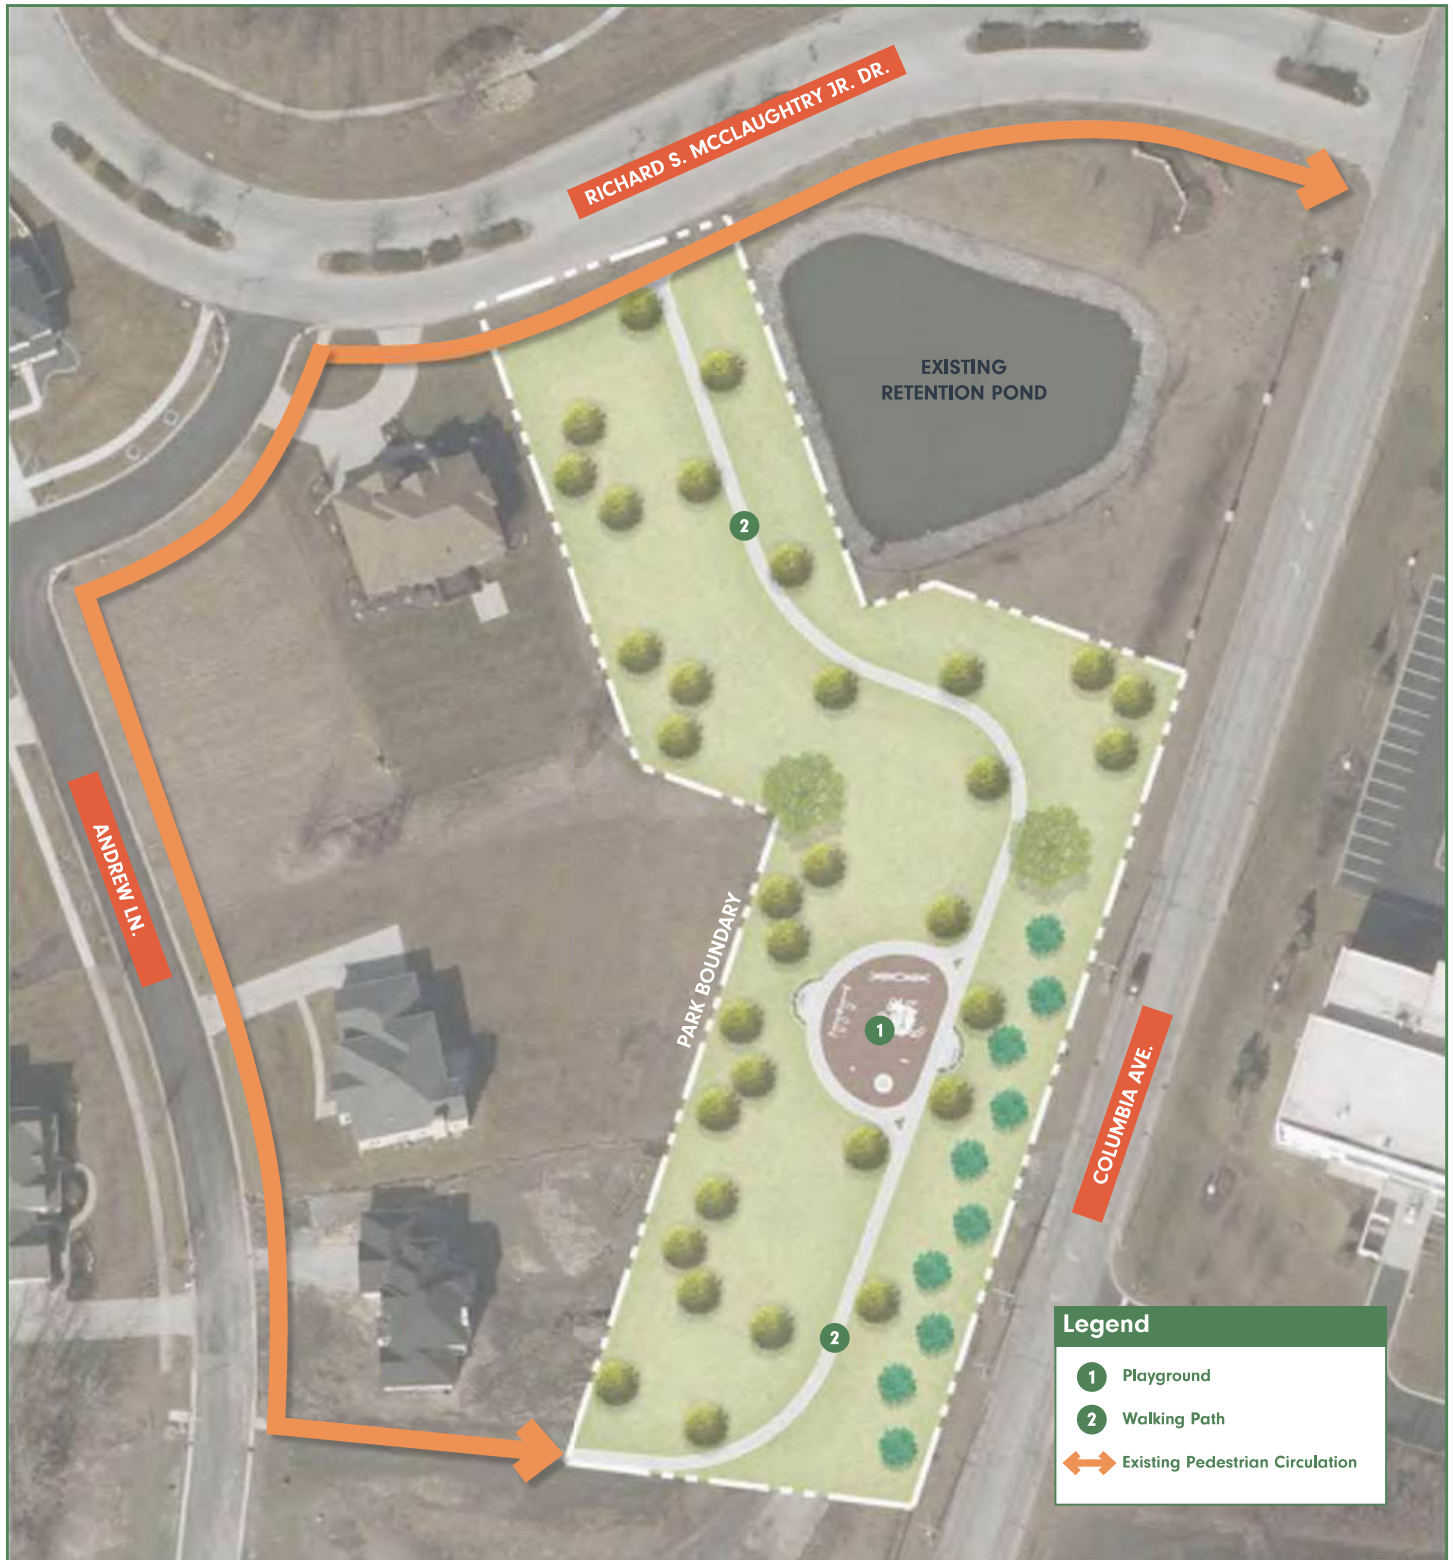 RICHARD S. MCCLAUGHTRY JR. DR.
EXISTING
RETENTION POND
2
ANDREW LN.
PARK BOUNDARY
1
COLUMBIA AVE.
2
Legend
1 Playground
2 Walking Path
Existing Pedestrian Circulation